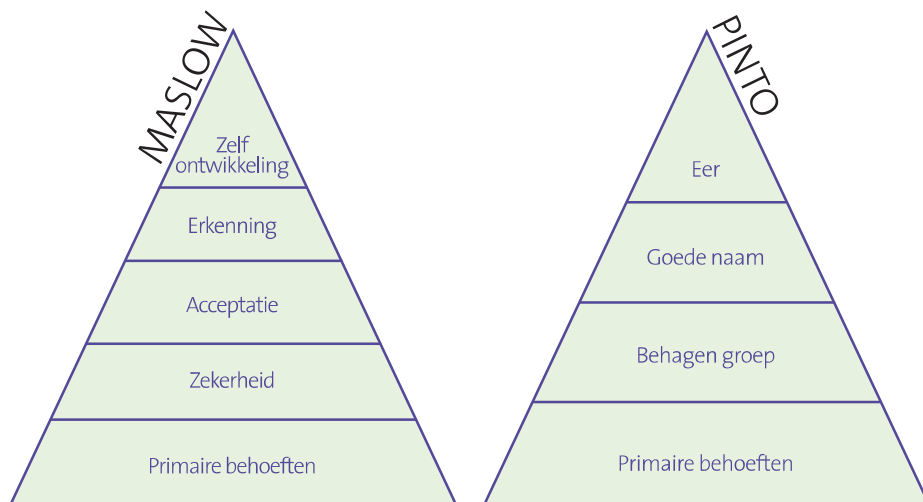 MASLOW
Zelf
ontwikkeling
Erkenning
Acceptatie
Zekerheid
Primaire behoeften
PINTO
Eer
Goede naam
Behagen groep
Primaire behoeften